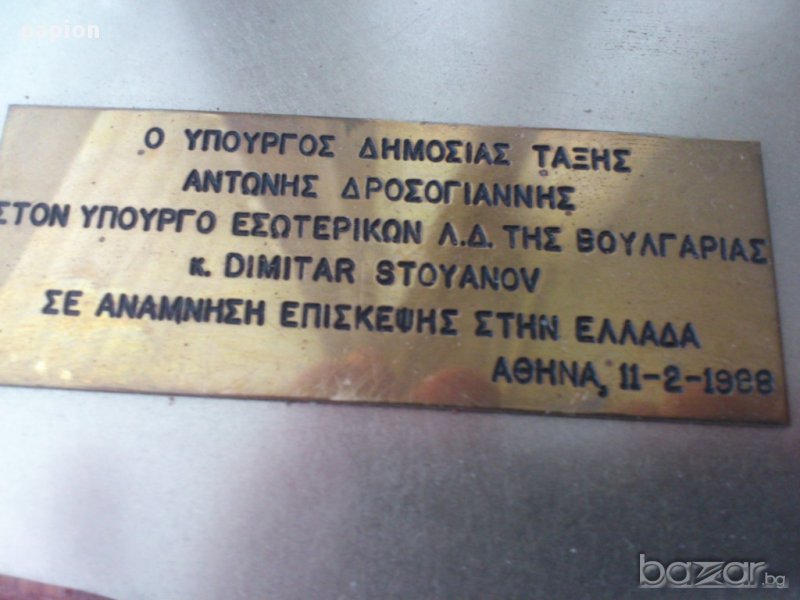 papion
Ο ΥΠΟΥΡΓΟΣ ΔΗΜΟΣΙΑΣ ΤΑΞΗΣ
ΑΝΤΩΝΗΣ ΔΡΟΣΟΓΙΑΝΝΗΣ
ΣΤΟΝ ΥΠΟΥΡΓΟ ΕΣΩΤΕΡΙΚΩΝ Λ.Δ. ΤΗΣ ΒΟΥΛΓΑΡΙΑΣ
κ. DIMITAR STOYANOV
ΣΕ ΑΝΑΜΝΗΣΗ ΕΠΙΣΚΕΨΗΣ ΣΤΗΝ ΕΛΛΑΔΑ
ΑΘΗΝΑ, 11-2-1988
bazar.bg